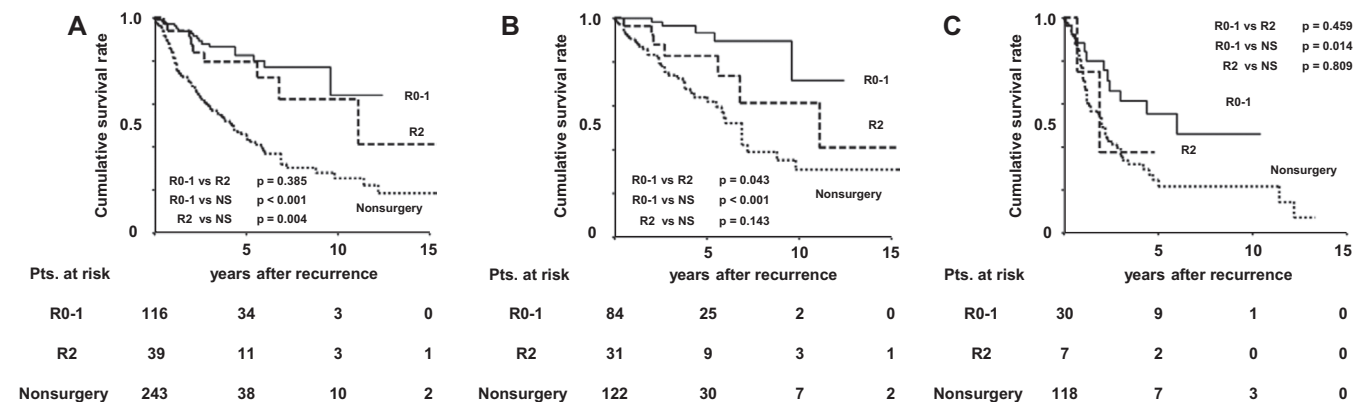 A
Cumulative survival rate
1.0
0.5
0
R0-1
R2
Nonsurgery
R0-1 vs R2 p = 0.385
R0-1 vs NS p < 0.001
R2 vs NS p = 0.004
5 10 15
Pts. at risk years after recurrence
R0-1 116 34 3 0
R2 39 11 3 1
Nonsurgery 243 38 10 2
B
Cumulative survival rate
1.0
0.5
0
R0-1
R2
Nonsurgery
R0-1 vs R2 p = 0.043
R0-1 vs NS p < 0.001
R2 vs NS p = 0.143
5 10 15
Pts. at risk years after recurrence
R0-1 84 25 2 0
R2 31 9 3 1
Nonsurgery 122 30 7 2
C
Cumulative survival rate
1.0
0.5
0
R0-1 vs R2 p = 0.459
R0-1 vs NS p = 0.014
R2 vs NS p = 0.809
R0-1
R2
Nonsurgery
5 10 15
Pts. at risk years after recurrence
R0-1 30 9 1 0
R2 7 2 0 0
Nonsurgery 118 7 3 0